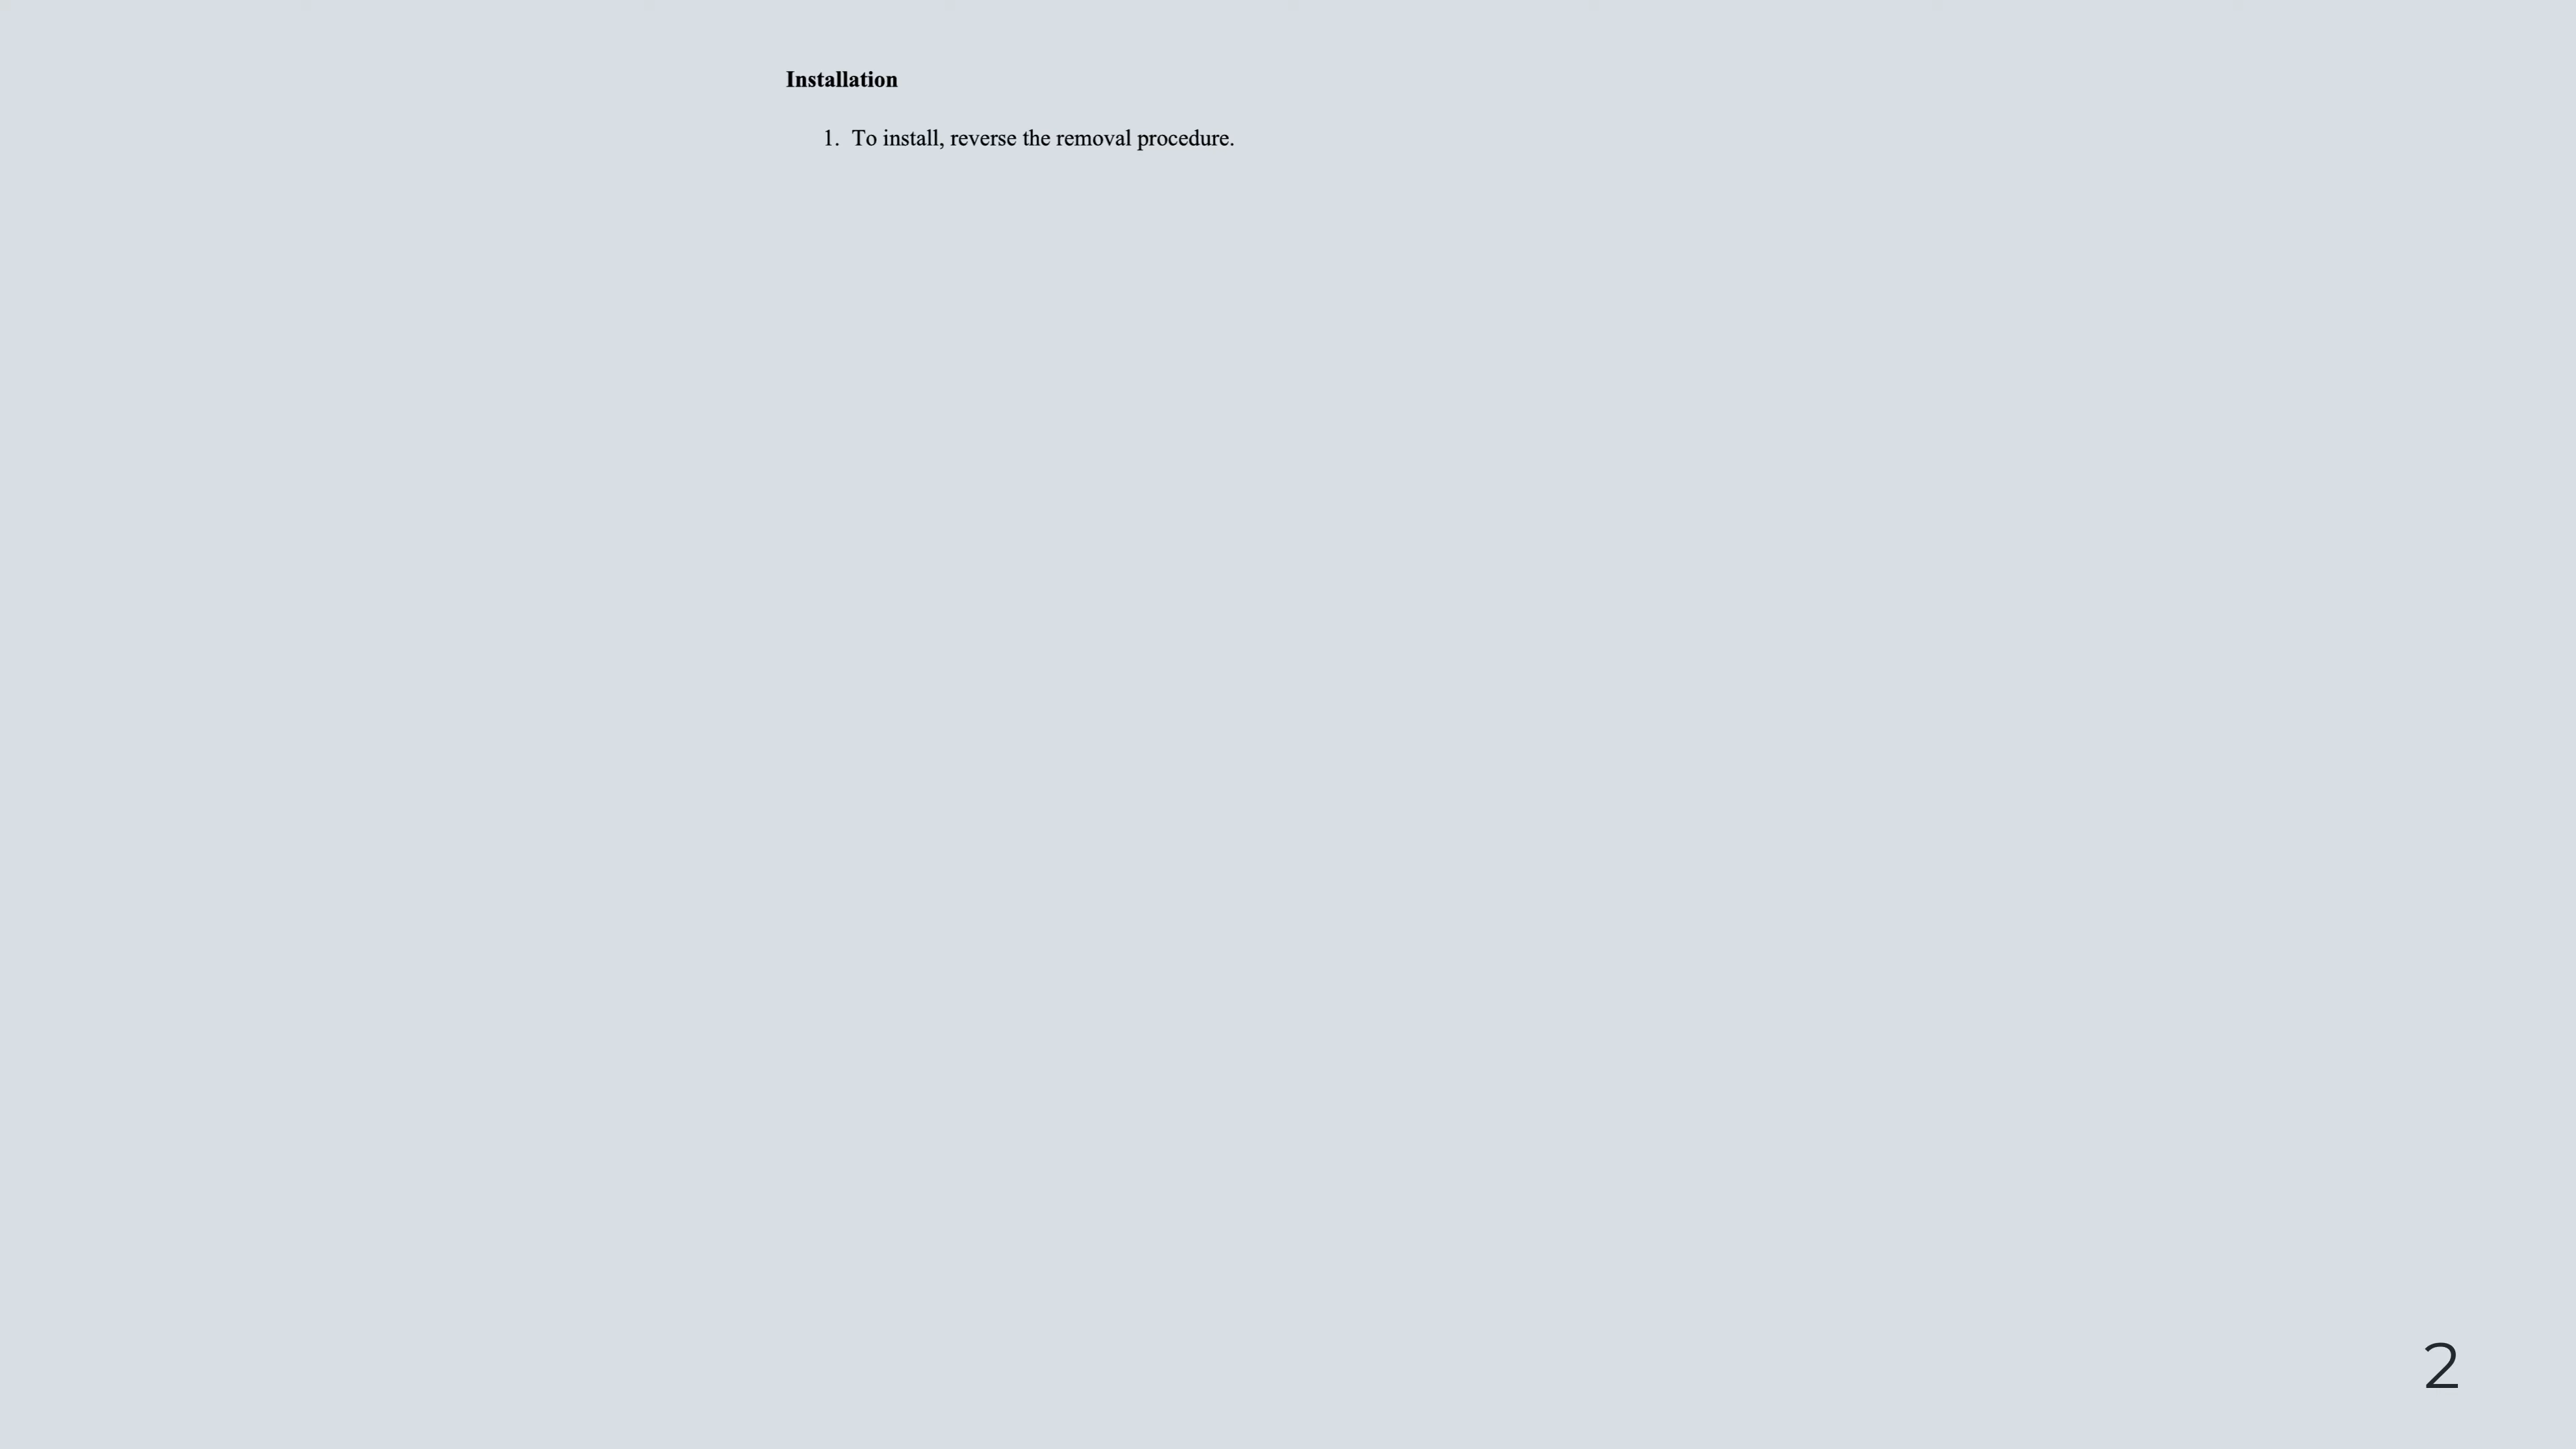 Installation
1. To install, reverse the removal procedure.
2